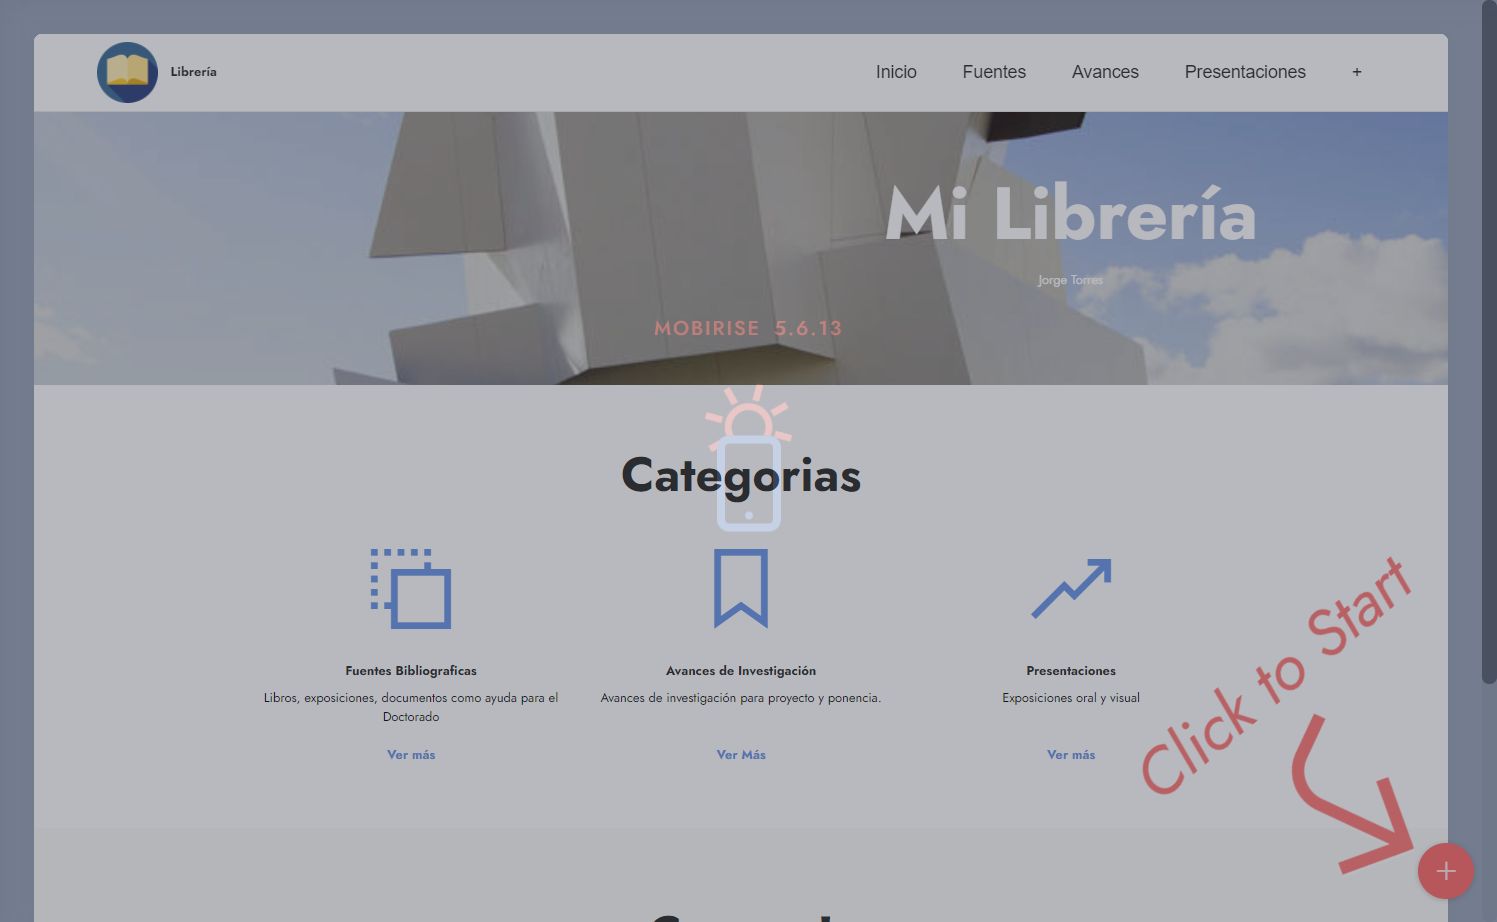 Librería
Inicio Fuentes Avances Presentaciones +
Mi Librería
Jorge Torres
MOBIRISE 5.6.13
Categorias
Fuentes Bibliograficas
Libros, exposiciones, documentos como ayuda para el
Doctorado
Ver más
Avances de Investigación
Avances de investigación para proyecto y ponencia.
Ver Más
Presentaciones
Exposiciones oral y visual
Ver más
Click to Start
+